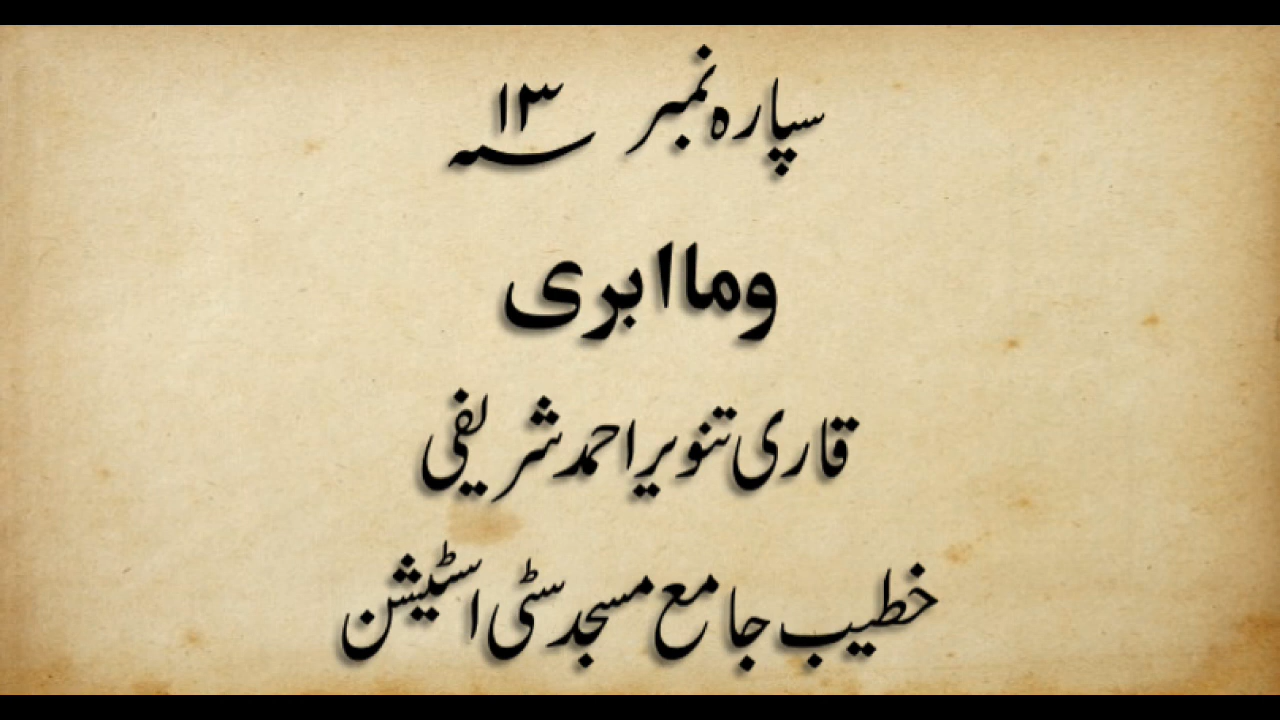 سپارہ نمبر ۱۳؁
وما ابری
قاری تنویر احمد شریفی
خطیب جامع مسجد سٹی اسٹیشن